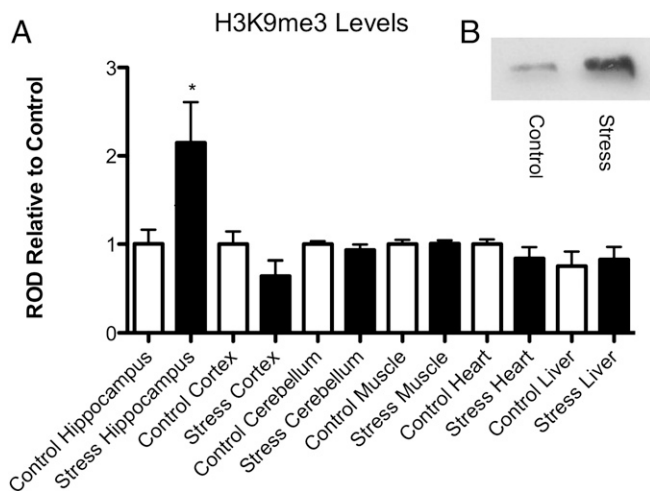 A
H3K9me3 Levels
B
Control
Stress
ROD Relative to Control
3
2
1
0
*
Control Hippocampus
Stress Hippocampus
Control Cortex
Stress Cortex
Control Cerebellum
Stress Cerebellum
Control Muscle
Stress Muscle
Control Heart
Stress Heart
Control Liver
Stress Liver